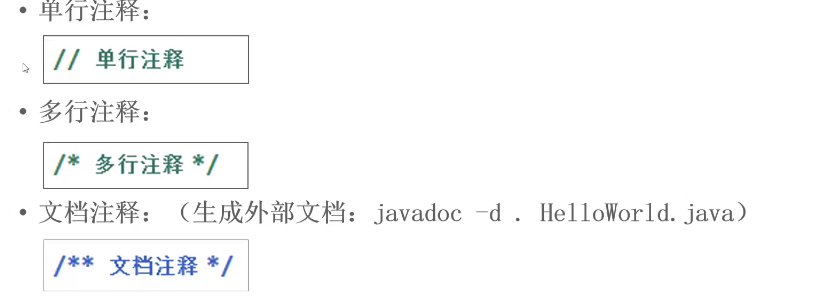 • 单行注释：
// 单行注释
• 多行注释：
/* 多行注释 */
• 文档注释：（生成外部文档：javadoc -d . HelloWorld.java）
/** 文档注释 */